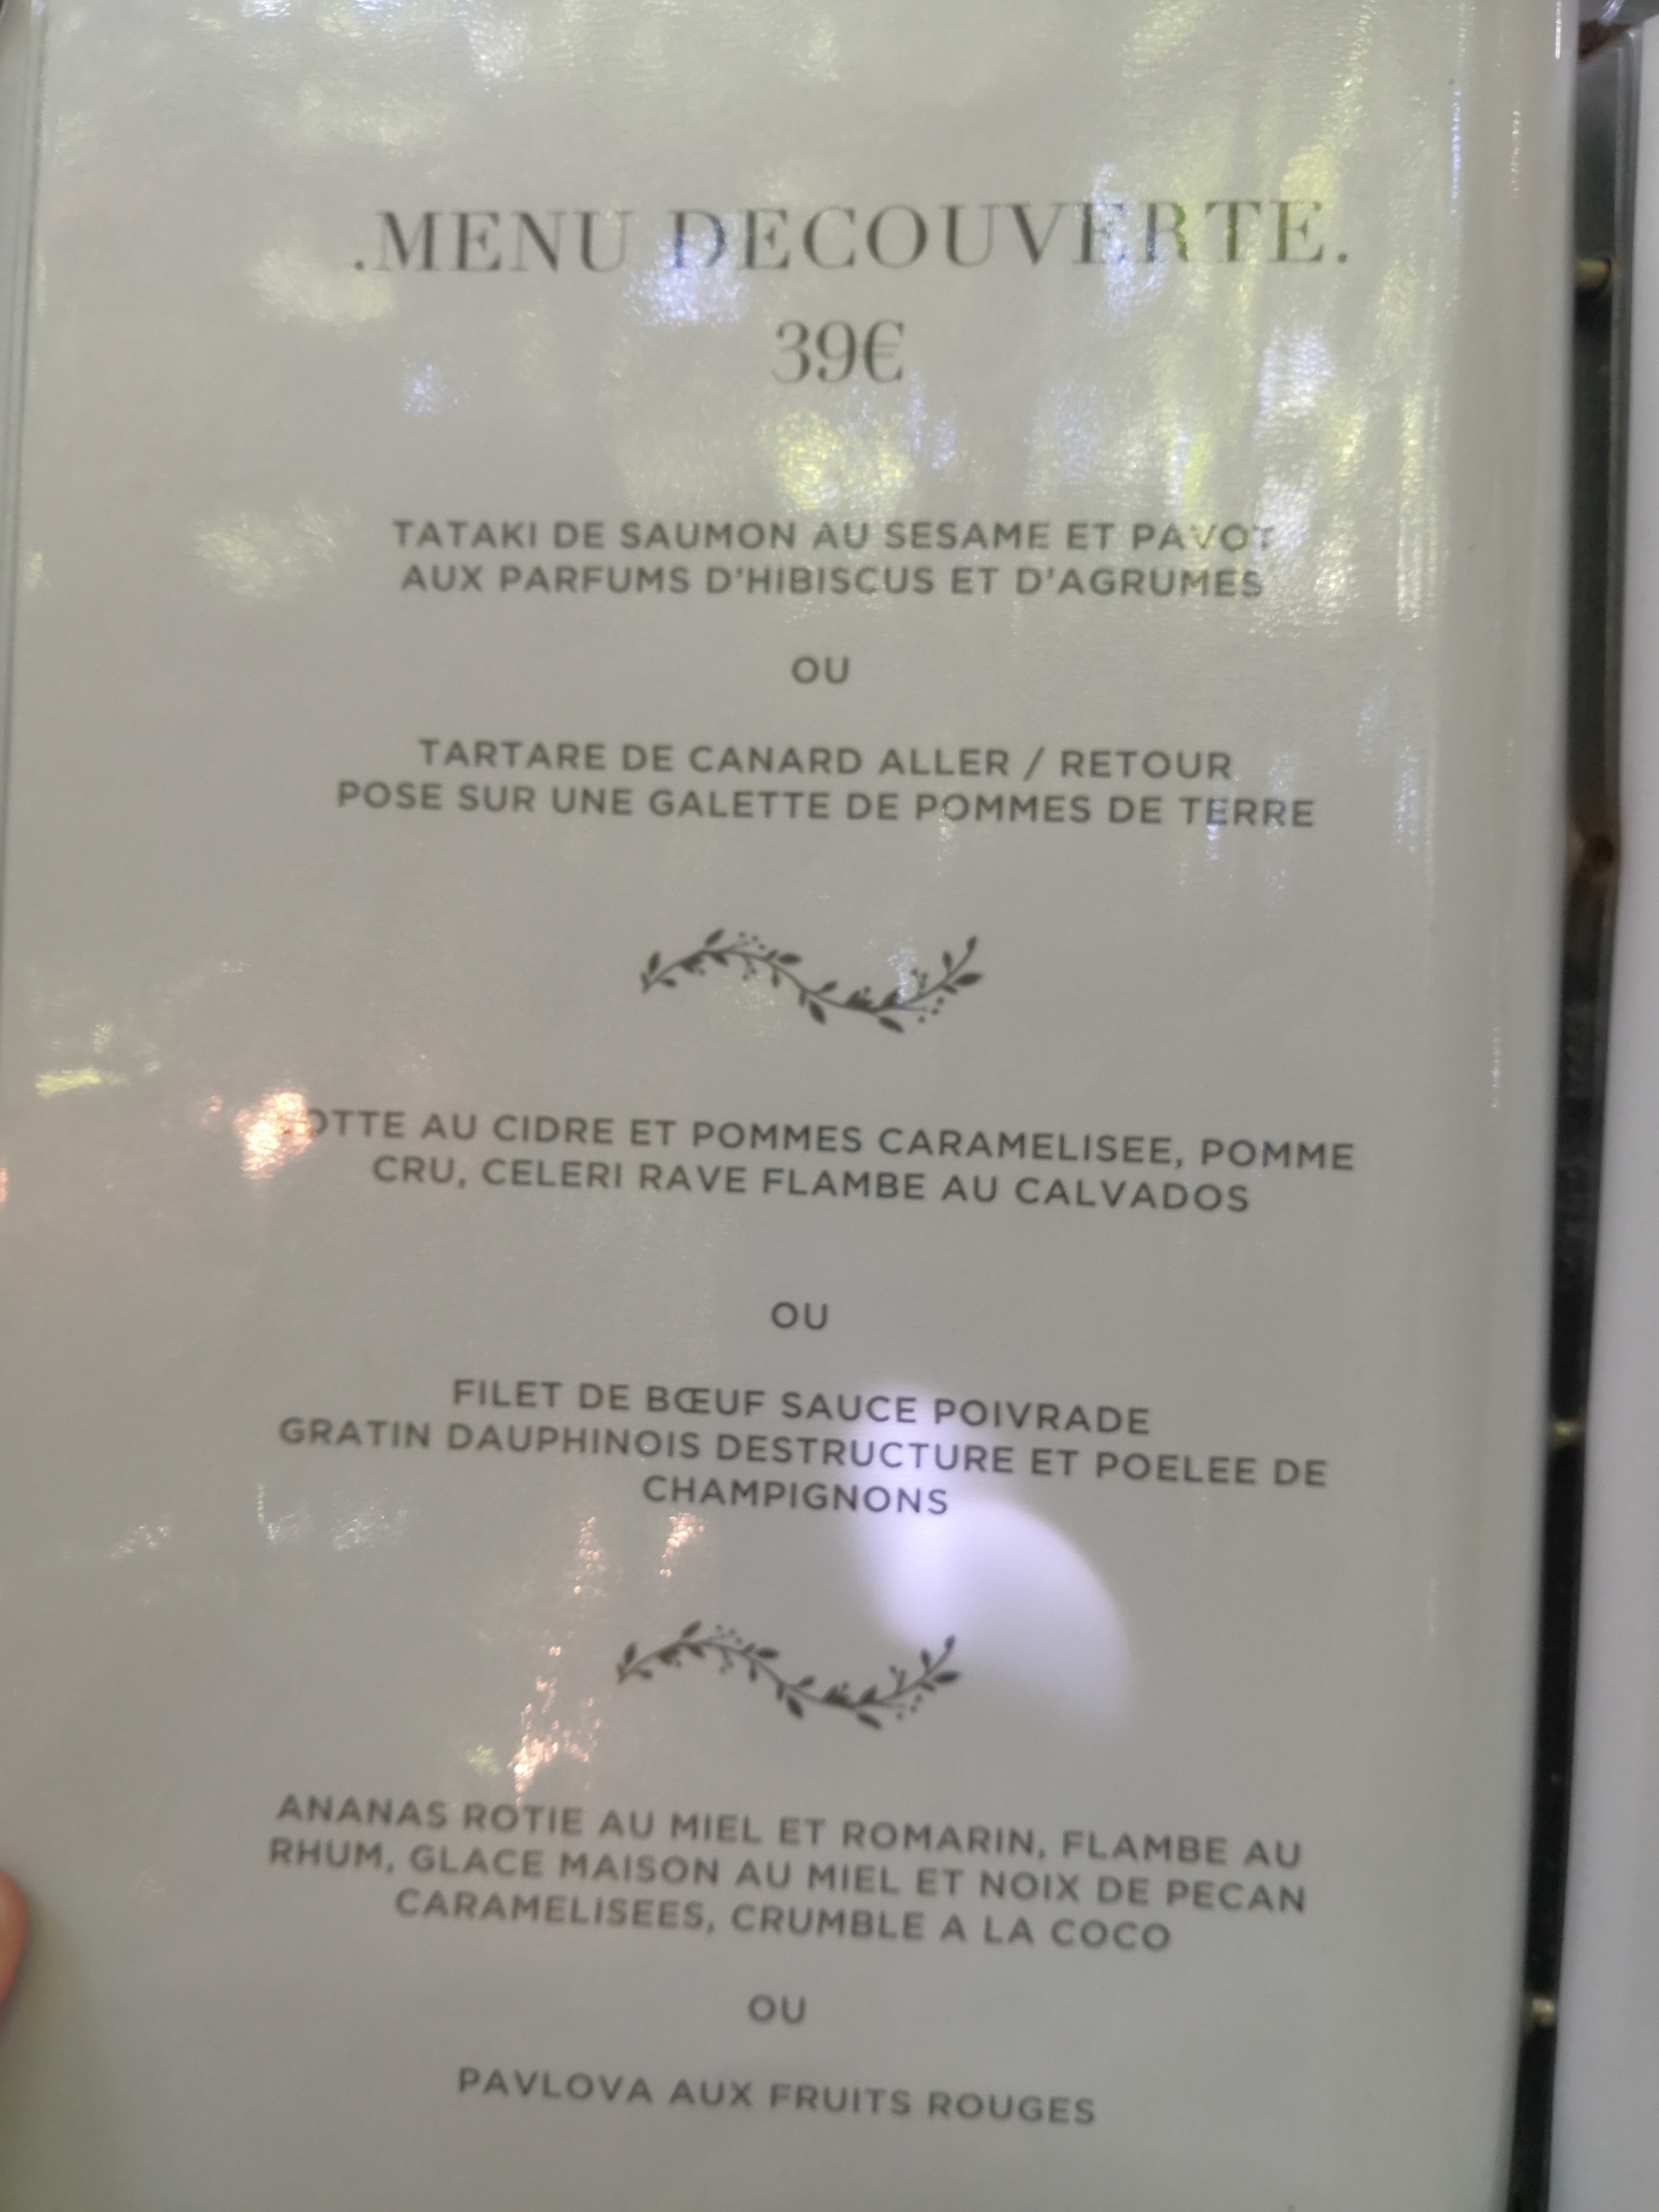 .MENU DECOUVERTE.
39€
TATAKI DE SAUMON AU SESAME ET PAVOT
AUX PARFUMS D'HIBISCUS ET D'AGRUMES
OU
TARTARE DE CANARD ALLER / RETOUR
POSE SUR UNE GALETTE DE POMMES DE TERRE
AU CIDRE ET POMMES CARAMELISEE, POMME
CRU, CELERI RAVE FLAMBE AU CALVADOS
OU
FILET DE BŒUF SAUCE POIVRADE
GRATIN DAUPHINOIS DESTRUCTURE ET POELEE DE
CHAMPIGNONS
ANANAS ROTIE AU MIEL ET ROMARIN, FLAMBE AU
RHUM, GLACE MAISON AU MIEL ET NOIX DE PECAN
CARAMELISEES, CRUMBLE A LA COCO
OU
PAVLOVA AUX FRUITS ROUGES